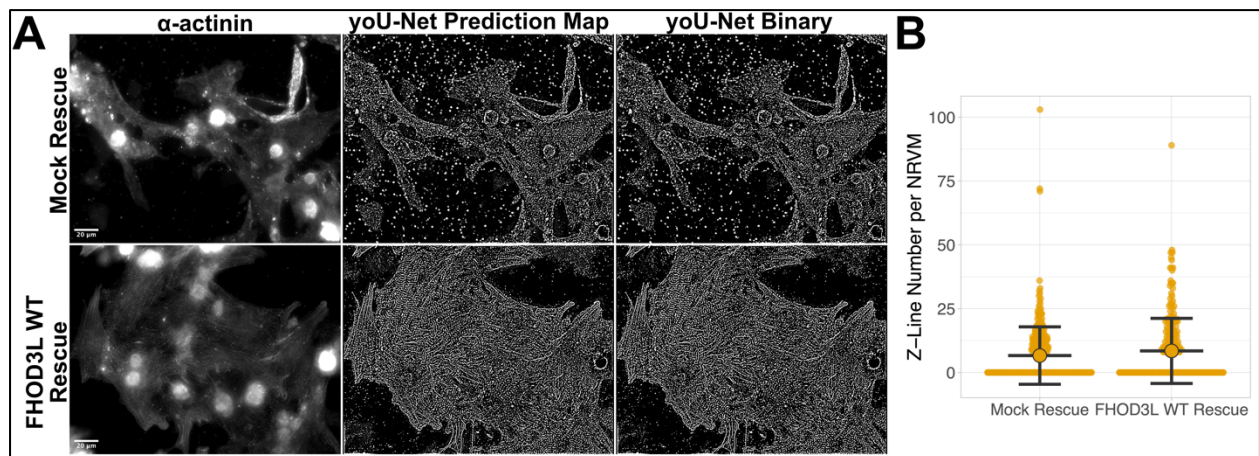 A
α-actinin
yoU-Net Prediction Map
yoU-Net Binary
Mock Rescue
20 μm
FHOD3L WT
Rescue
20 μm
B
Z-Line Number per NRVM
100
75
50
25
0
Mock Rescue
FHOD3L WT Rescue